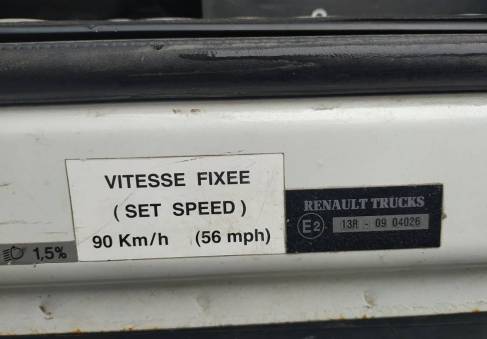 VITESSE FIXEE
( SET SPEED )
90 Km/h (56 mph)
1,5%
RENAULT TRUCKS
E2 13R - 09 04026